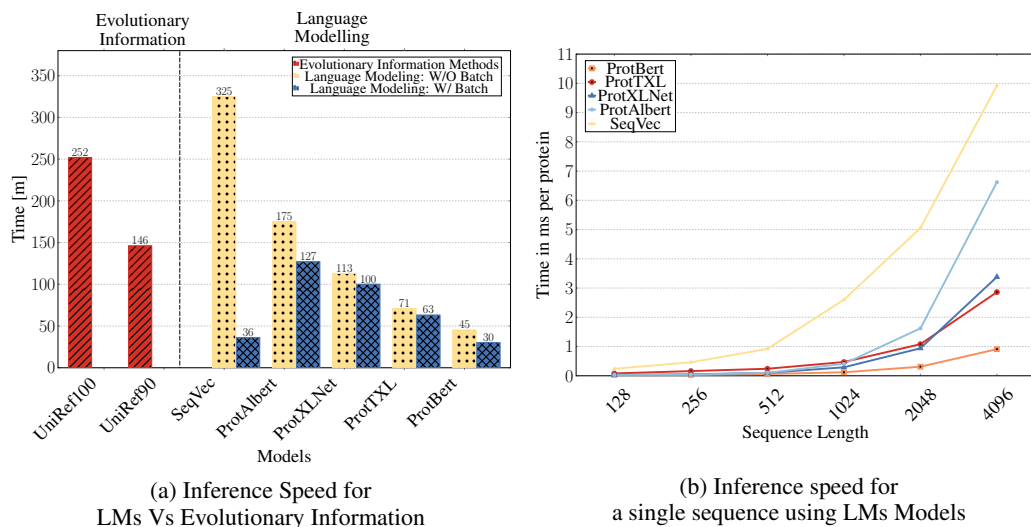 Evolutionary
Information
Language
Modelling
Evolutionary Information Methods
Language Modeling: W/O Batch
Language Modeling: W/ Batch
Time [m]
350
300
250
200
150
100
50
0
252
146
325
36
175
127
113
100
71
63
45
30
UniRef100
UniRef90
SeqVec
ProtAlbert
ProtXLNet
ProtTXL
ProtBert
Models
(a) Inference Speed for
LMs Vs Evolutionary Information
ProtBert
ProtTXL
ProtXLNet
ProtAlbert
SeqVec
Time in ms per protein
11
10
9
8
7
6
5
4
3
2
1
0
128
256
512
1024
2048
4096
Sequence Length
(b) Inference speed for
a single sequence using LMs Models